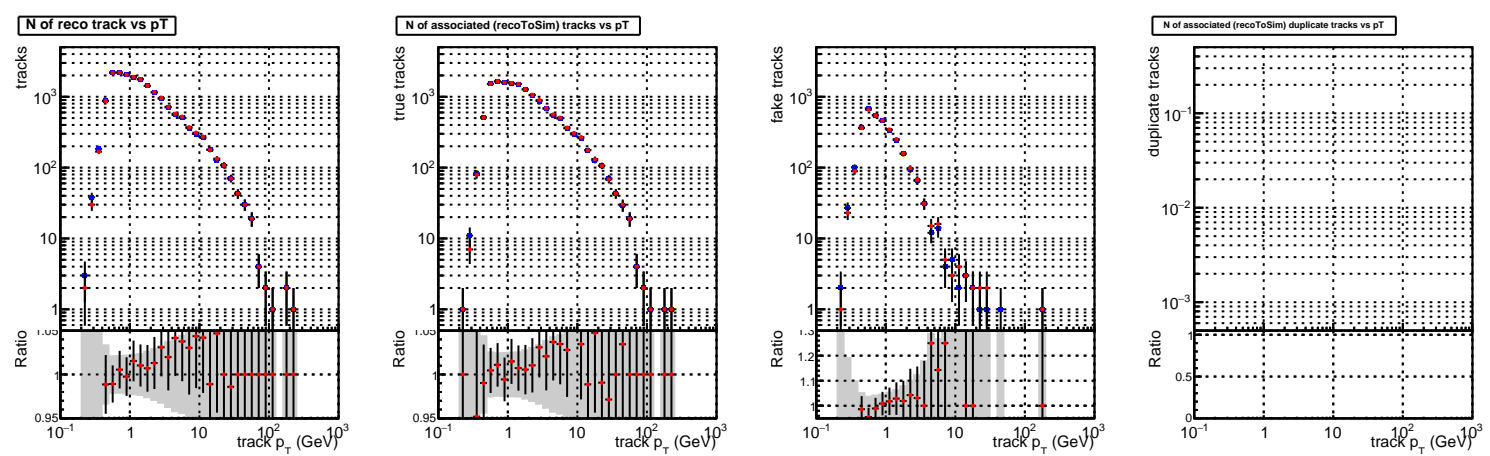 N of reco track vs pT
tracks
10³
10²
10
1
Ratio
1.05
1
0.95
10⁻¹ 1 10 10² 10³
track p_T (GeV)
N of associated (recoToSim) tracks vs pT
true tracks
10³
10²
10
1
Ratio
1.05
1
0.95
10⁻¹ 1 10 10² 10³
track p_T (GeV)
fake tracks
10³
10²
10
1
Ratio
1.3
1.2
1.1
1
10⁻¹ 1 10 10² 10³
track p_T (GeV)
N of associated (recoToSim) duplicate tracks vs pT
duplicate tracks
10⁻¹
10⁻²
10⁻³
Ratio
1
0.5
0
10⁻¹ 1 10 10² 10³
track p_T (GeV)